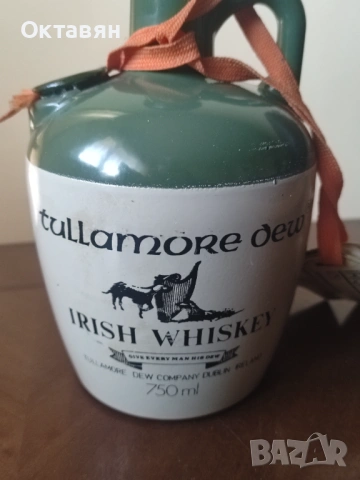 Октавян
tullamore dew
IRISH WHISKEY
GIVE EVERY MAN HIS DEW
TULLAMORE DEW COMPANY DUBLIN IRELAND
750 ml
BAZAR